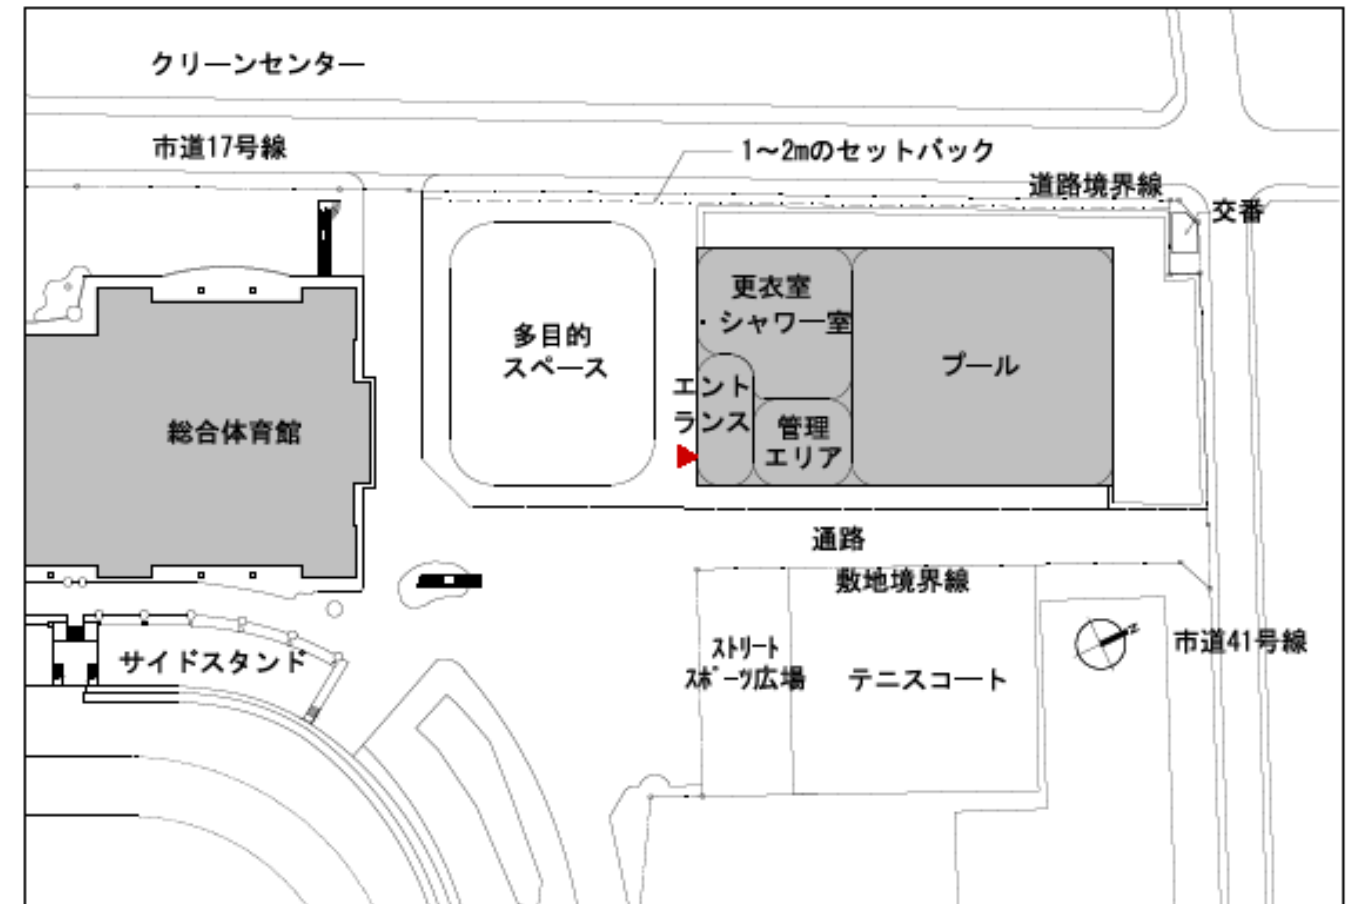 クリーンセンター
市道17号線
1～2mのセットバック
道路境界線
交番
更衣室
・シャワー室
多目的
スペース
プール
エント
ランス
総合体育館
管理
エリア
通路
敷地境界線
N
市道41号線
ストリート
スポーツ広場
テニスコート
サイドスタンド